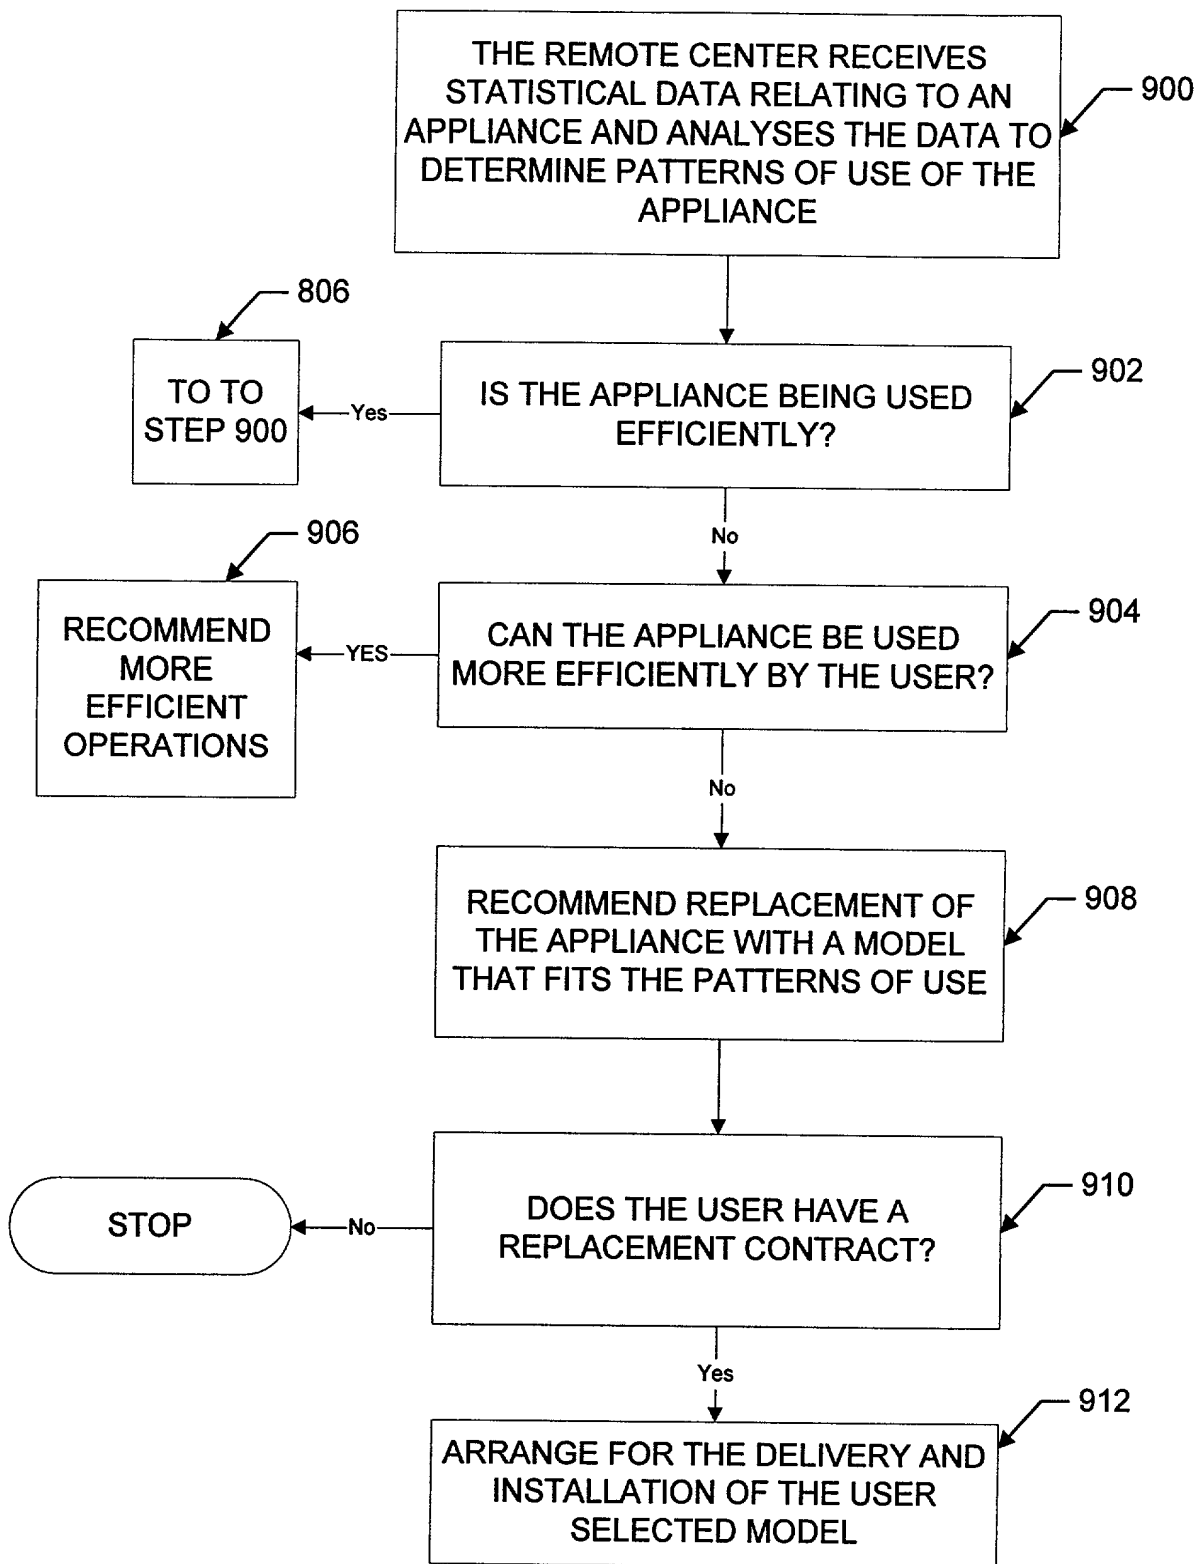 THE REMOTE CENTER RECEIVES
STATISTICAL DATA RELATING TO AN
APPLIANCE AND ANALYSES THE DATA TO
DETERMINE PATTERNS OF USE OF THE
APPLIANCE
900
806
TO TO
STEP 900
Yes
IS THE APPLIANCE BEING USED
EFFICIENTLY?
902
No
906
RECOMMEND
MORE
EFFICIENT
OPERATIONS
YES
CAN THE APPLIANCE BE USED
MORE EFFICIENTLY BY THE USER?
904
No
RECOMMEND REPLACEMENT OF
THE APPLIANCE WITH A MODEL
THAT FITS THE PATTERNS OF USE
908
STOP
No
DOES THE USER HAVE A
REPLACEMENT CONTRACT?
910
Yes
912
ARRANGE FOR THE DELIVERY AND
INSTALLATION OF THE USER
SELECTED MODEL